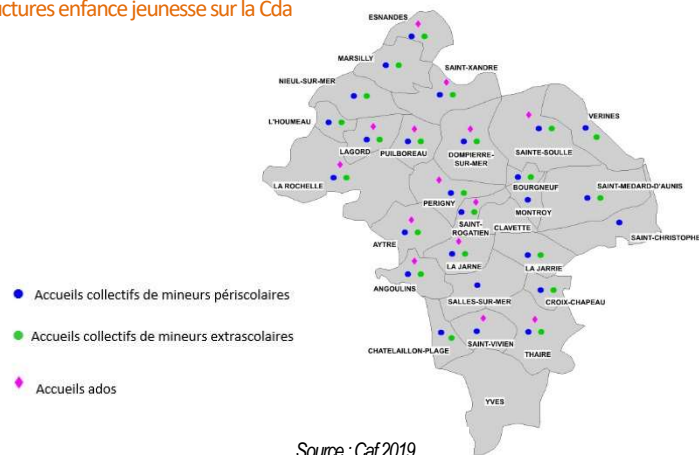 uctures enfance jeunesse sur la Cda
ESNANDES
MARSILLY
SAINT-XANDRE
NIEUL-SUR-MER
L'HOUMEAU
VERINES
LAGORD
PUILBOREAU
DOMPIERRE-
SUR-MER
SAINTE-SOULLE
LA ROCHELLE
BOURGNEUF
SAINT-MEDARD-D'AUNIS
PERIGNY
MONTROY
SAINT-
ROGATIEN
CLAVETTE
SAINT-CHRISTOPHE
AYTRE
LA JARNE
LA JARRIE
ANGOULINS
SALLES-SUR-MER
CROIX-CHAPEAU
CHATELAILLON-PLAGE
SAINT-VIVIEN
THAIRE
YVES
Accueils collectifs de mineurs périscolaires
Accueils collectifs de mineurs extrascolaires
Accueils ados
Source : Caf 2019